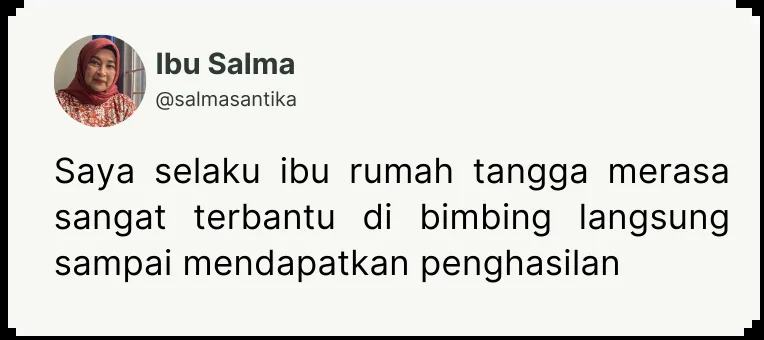 Ibu Salma
@salmasantika
Saya selaku ibu rumah tangga merasa
sangat terbantu di bimbing langsung
sampai mendapatkan penghasilan